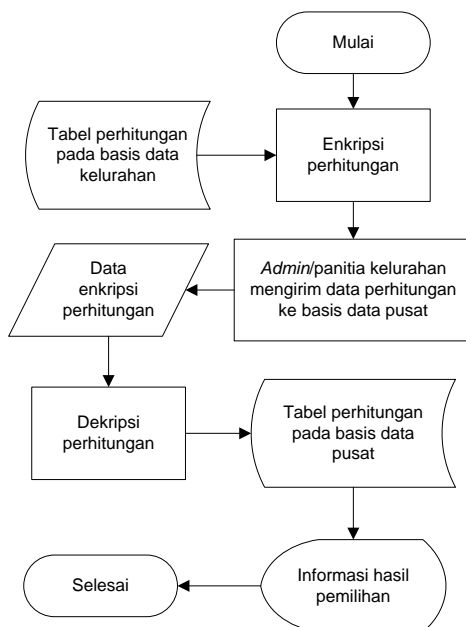 Mulai
Tabel perhitungan
pada basis data
kelurahan
Enkripsi
perhitungan
Admin/panitia kelurahan
mengirim data perhitungan
ke basis data pusat
Data
enkripsi
perhitungan
Dekripsi
perhitungan
Tabel perhitungan
pada basis data
pusat
Informasi hasil
pemilihan
Selesai